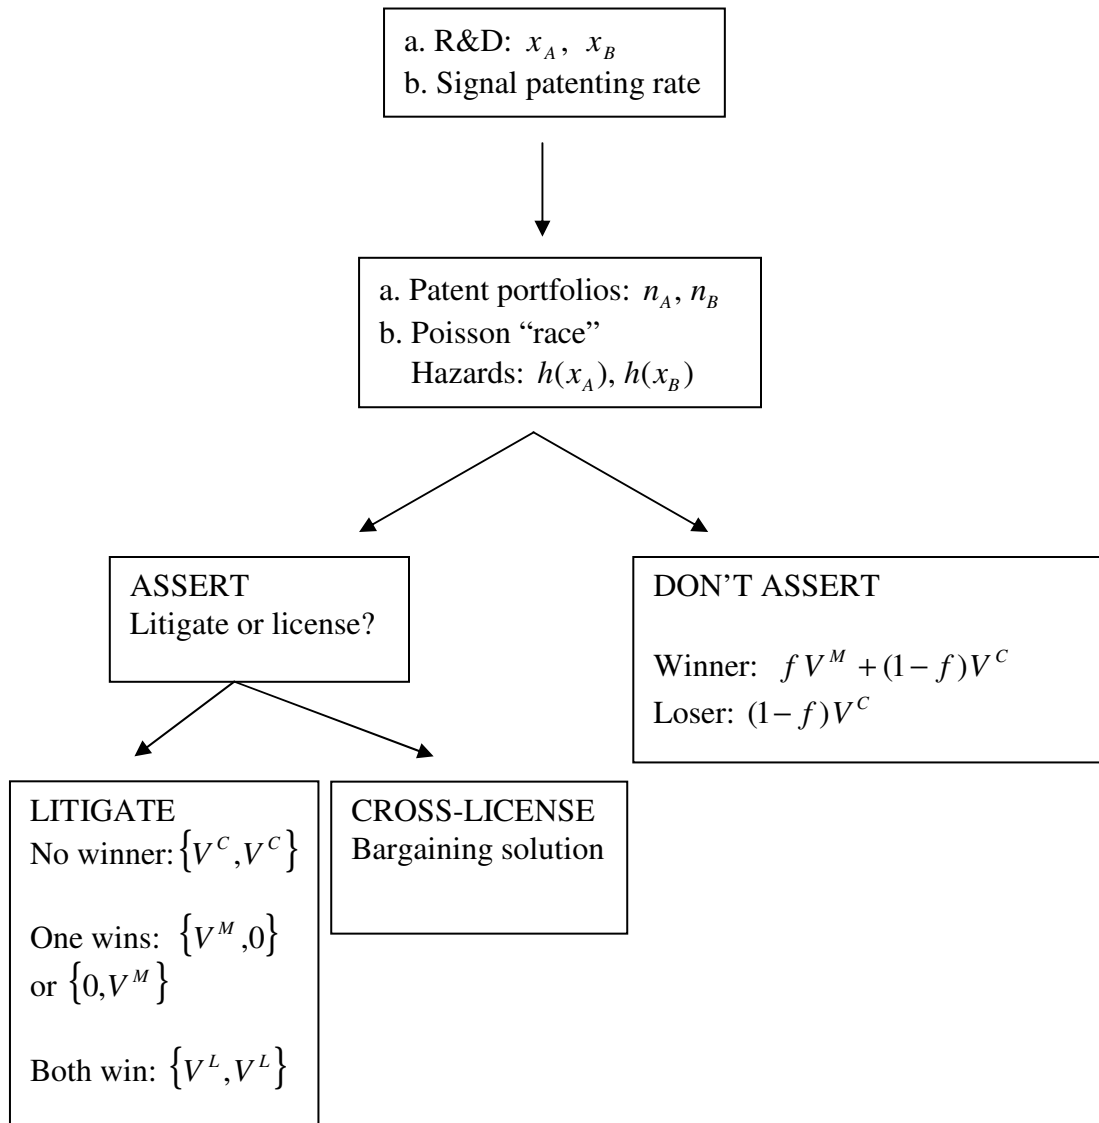 a. R&D: x_A, x_B
b. Signal patenting rate
a. Patent portfolios: n_A, n_B
b. Poisson “race”
Hazards: h(x_A), h(x_B)
ASSERT
Litigate or license?
DON’T ASSERT
Winner: f V^M + (1 − f)V^C
Loser: (1 − f)V^C
LITIGATE
No winner: {V^C, V^C}
One wins: {V^M, 0}
or {0, V^M}
Both win: {V^L, V^L}
CROSS-LICENSE
Bargaining solution